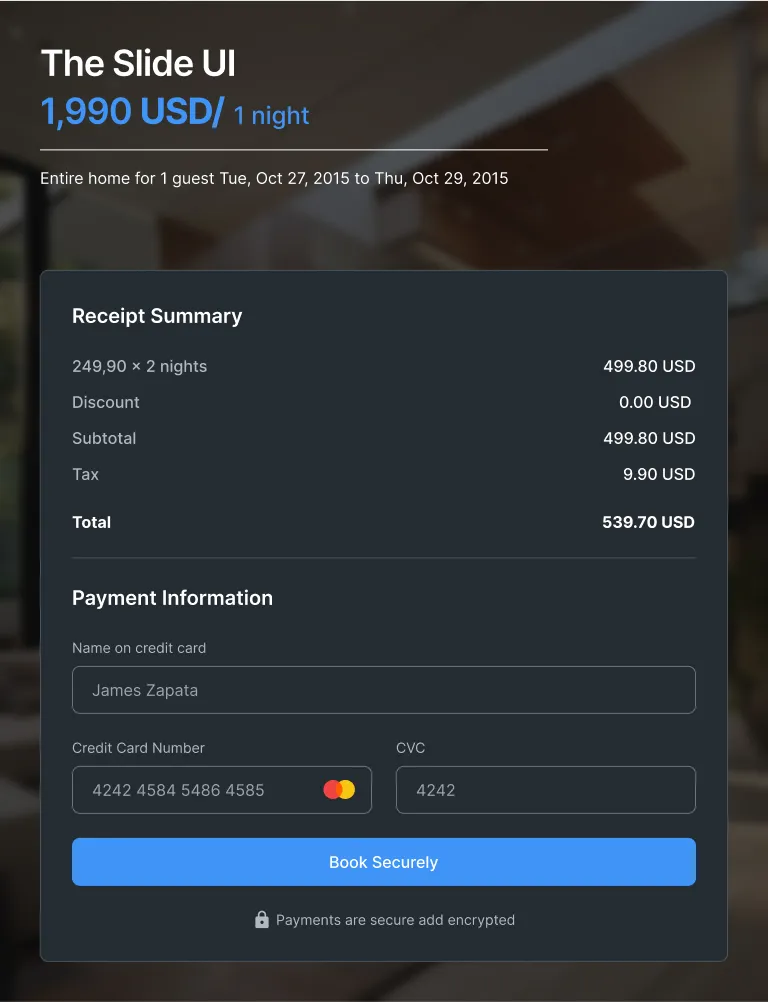 The Slide UI
1,990 USD/ 1 night
Entire home for 1 guest Tue, Oct 27, 2015 to Thu, Oct 29, 2015
Receipt Summary
249,90 × 2 nights 499.80 USD
Discount 0.00 USD
Subtotal 499.80 USD
Tax 9.90 USD
Total 539.70 USD
Payment Information
Name on credit card
James Zapata
Credit Card Number CVC
4242 4584 5486 4585 4242
Book Securely
Payments are secure add encrypted